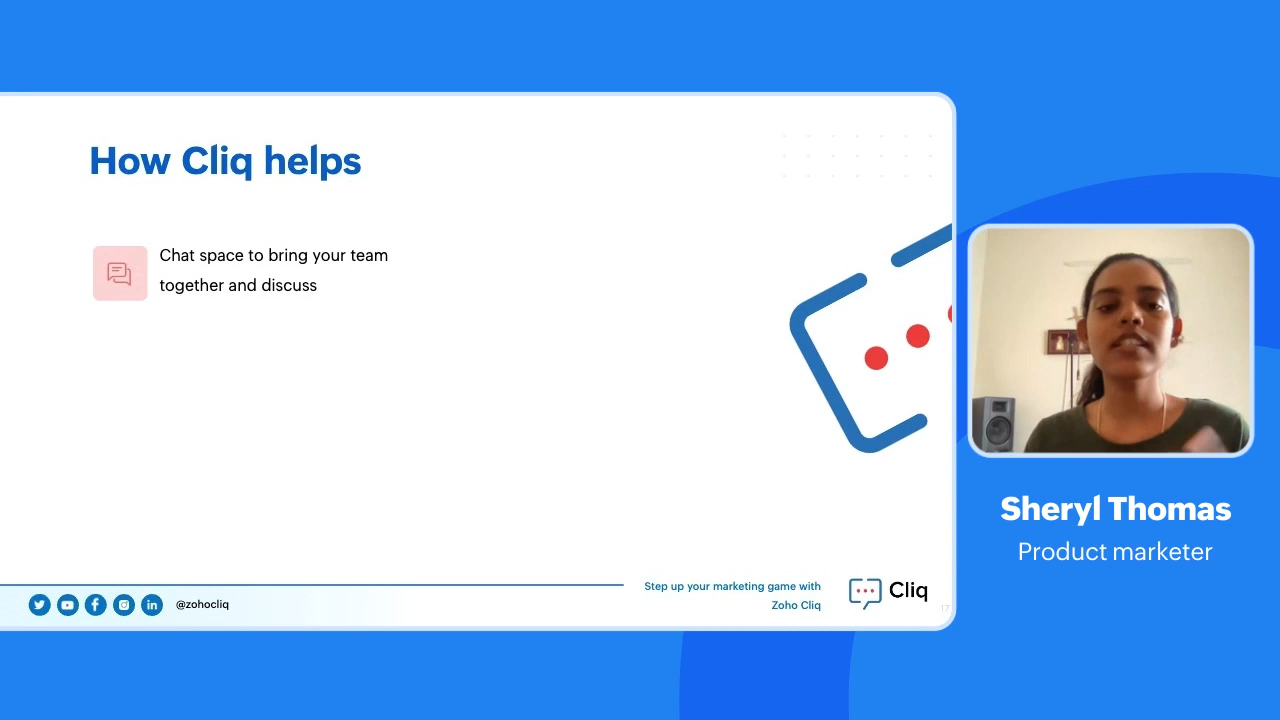 How Cliq helps
Chat space to bring your team
together and discuss
Sheryl Thomas
Product marketer
@zohocliq
Step up your marketing game with
Zoho Cliq
Cliq
17